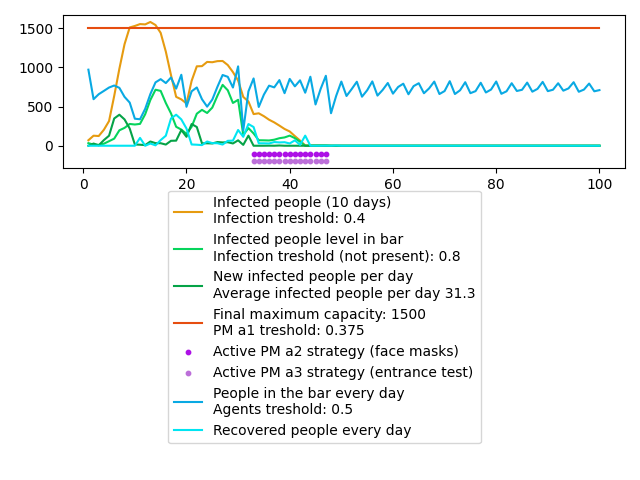 1500
1000
500
0
0 20 40 60 80 100
Infected people (10 days)
Infection treshold: 0.4
Infected people level in bar
Infection treshold (not present): 0.8
New infected people per day
Average infected people per day 31.3
Final maximum capacity: 1500
PM a1 treshold: 0.375
Active PM a2 strategy (face masks)
Active PM a3 strategy (entrance test)
People in the bar every day
Agents treshold: 0.5
Recovered people every day